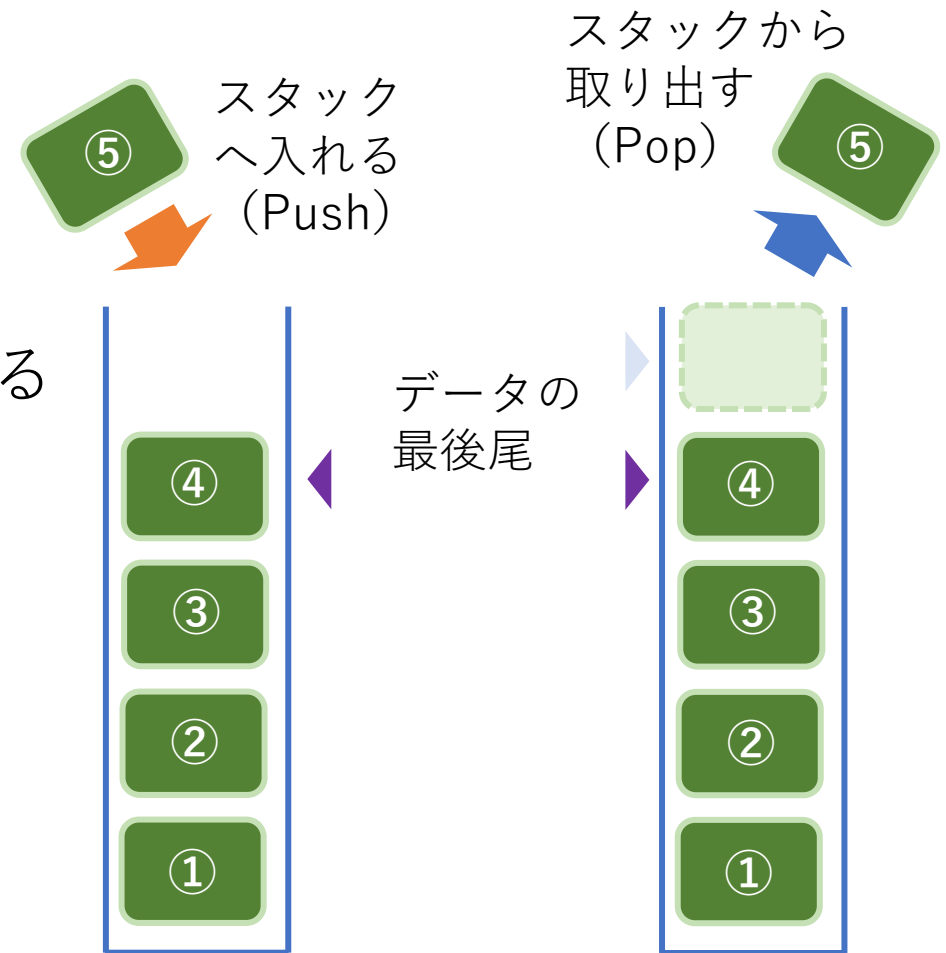 ⑤
スタック
へ入れる
（Push）
スタックから
取り出す
（Pop）
⑤
る
データの
最後尾
④
③
②
①
④
③
②
①